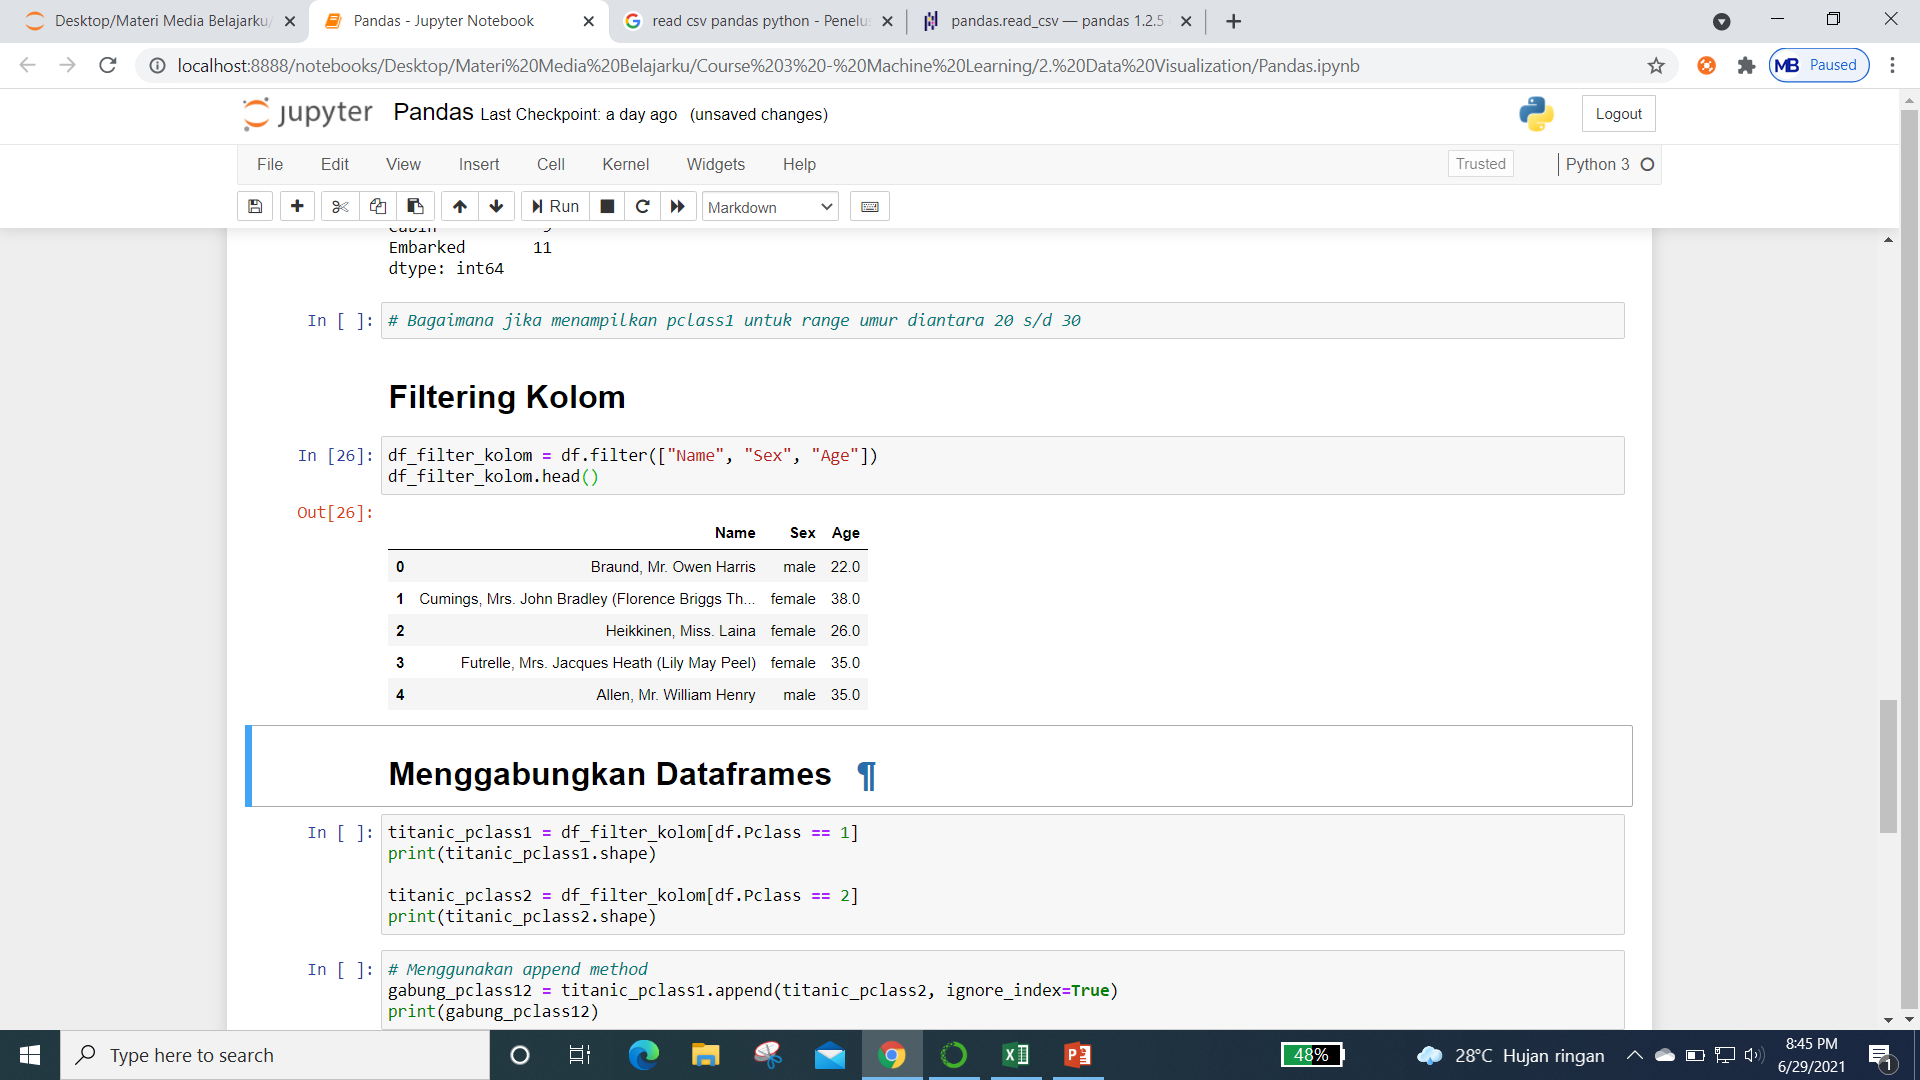 Desktop/Materi Media Belajarku/
Pandas - Jupyter Notebook
read csv pandas python - Penelu
pandas.read_csv — pandas 1.2.5
localhost:8888/notebooks/Desktop/Materi%20Media%20Belajarku/Course%203%20-%20Machine%20Learning/2.%20Data%20Visualization/Pandas.ipynb
MB Paused
jupyter Pandas Last Checkpoint: a day ago (unsaved changes)
Logout
File Edit View Insert Cell Kernel Widgets Help
Trusted
Python 3
Run
Markdown
Embarked 11
dtype: int64
In [ ]: # Bagaimana jika menampilkan pclass1 untuk range umur diantara 20 s/d 30
Filtering Kolom
In [26]: df_filter_kolom = df.filter(["Name", "Sex", "Age"])
df_filter_kolom.head()
Out[26]:
Name Sex Age
0 Braund, Mr. Owen Harris male 22.0
1 Cumings, Mrs. John Bradley (Florence Briggs Th... female 38.0
2 Heikkinen, Miss. Laina female 26.0
3 Futrelle, Mrs. Jacques Heath (Lily May Peel) female 35.0
4 Allen, Mr. William Henry male 35.0
Menggabungkan Dataframes ¶
In [ ]: titanic_pclass1 = df_filter_kolom[df.Pclass == 1]
print(titanic_pclass1.shape)
titanic_pclass2 = df_filter_kolom[df.Pclass == 2]
print(titanic_pclass2.shape)
In [ ]: # Menggunakan append method
gabung_pclass12 = titanic_pclass1.append(titanic_pclass2, ignore_index=True)
print(gabung_pclass12)
Type here to search
48%
28°C Hujan ringan
8:45 PM
6/29/2021
1